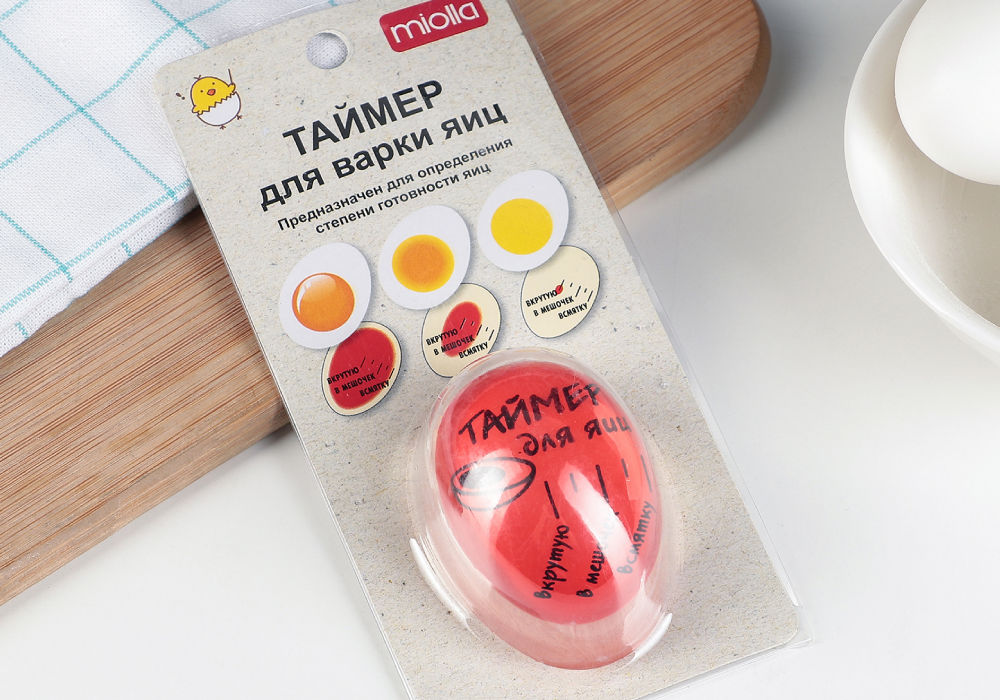 miolla
ТАЙМЕР
для варки яиц
Предназначен для определения
степени готовности яиц
ВКРУТУЮ
В МЕШОЧЕК
ВСМЯТКУ
ВКРУТУЮ
В МЕШОЧЕК
ВСМЯТКУ
ВКРУТУЮ
В МЕШОЧЕК
ВСМЯТКУ
ТАЙМЕР
для яиц
вкрутую
в мешочек
всмятку